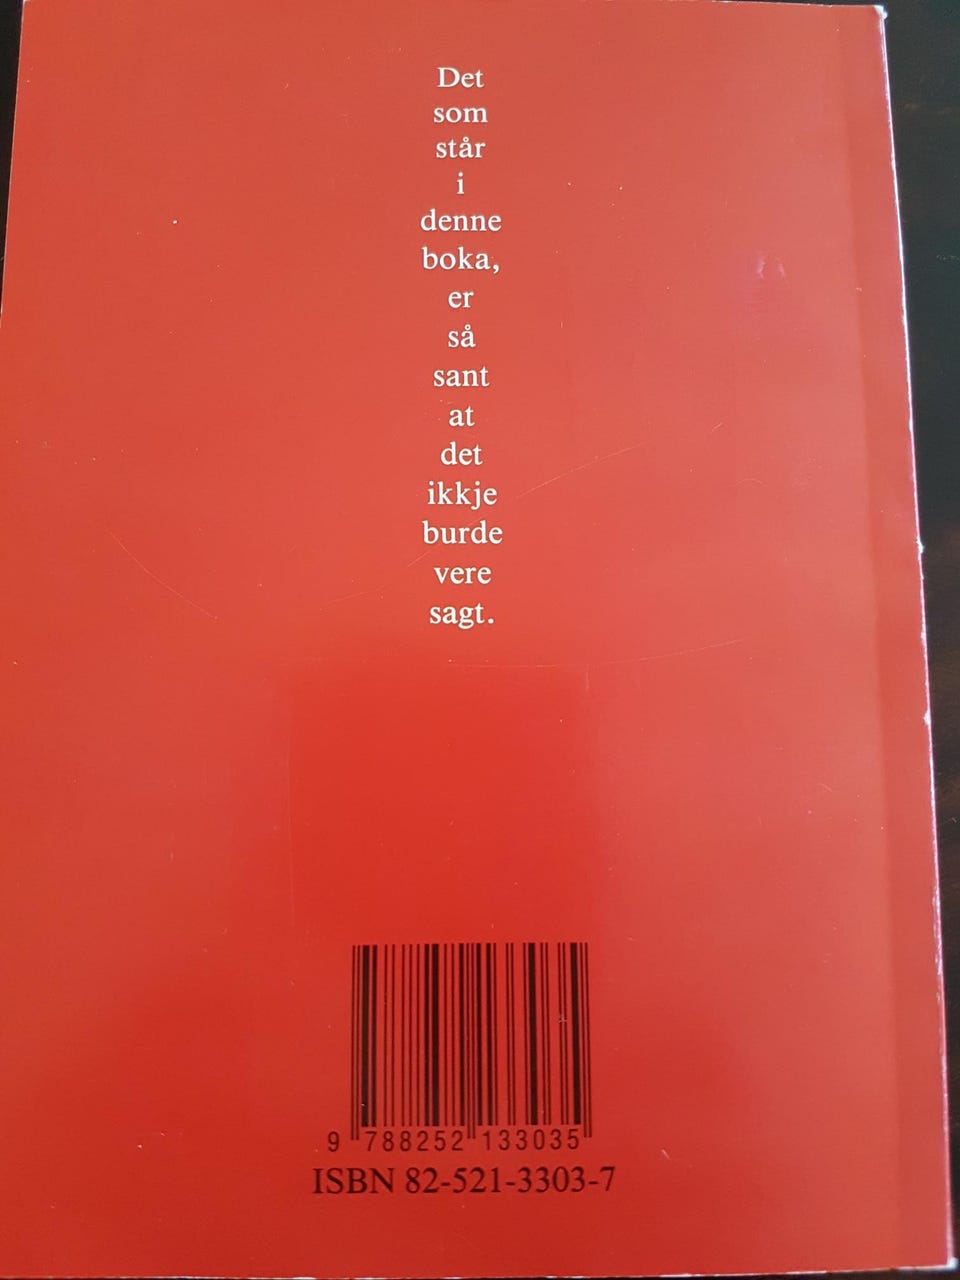 Det
som
står
i
denne
boka,
er
så
sant
at
det
ikkje
burde
vere
sagt.
9 788252 133035
ISBN 82-521-3303-7